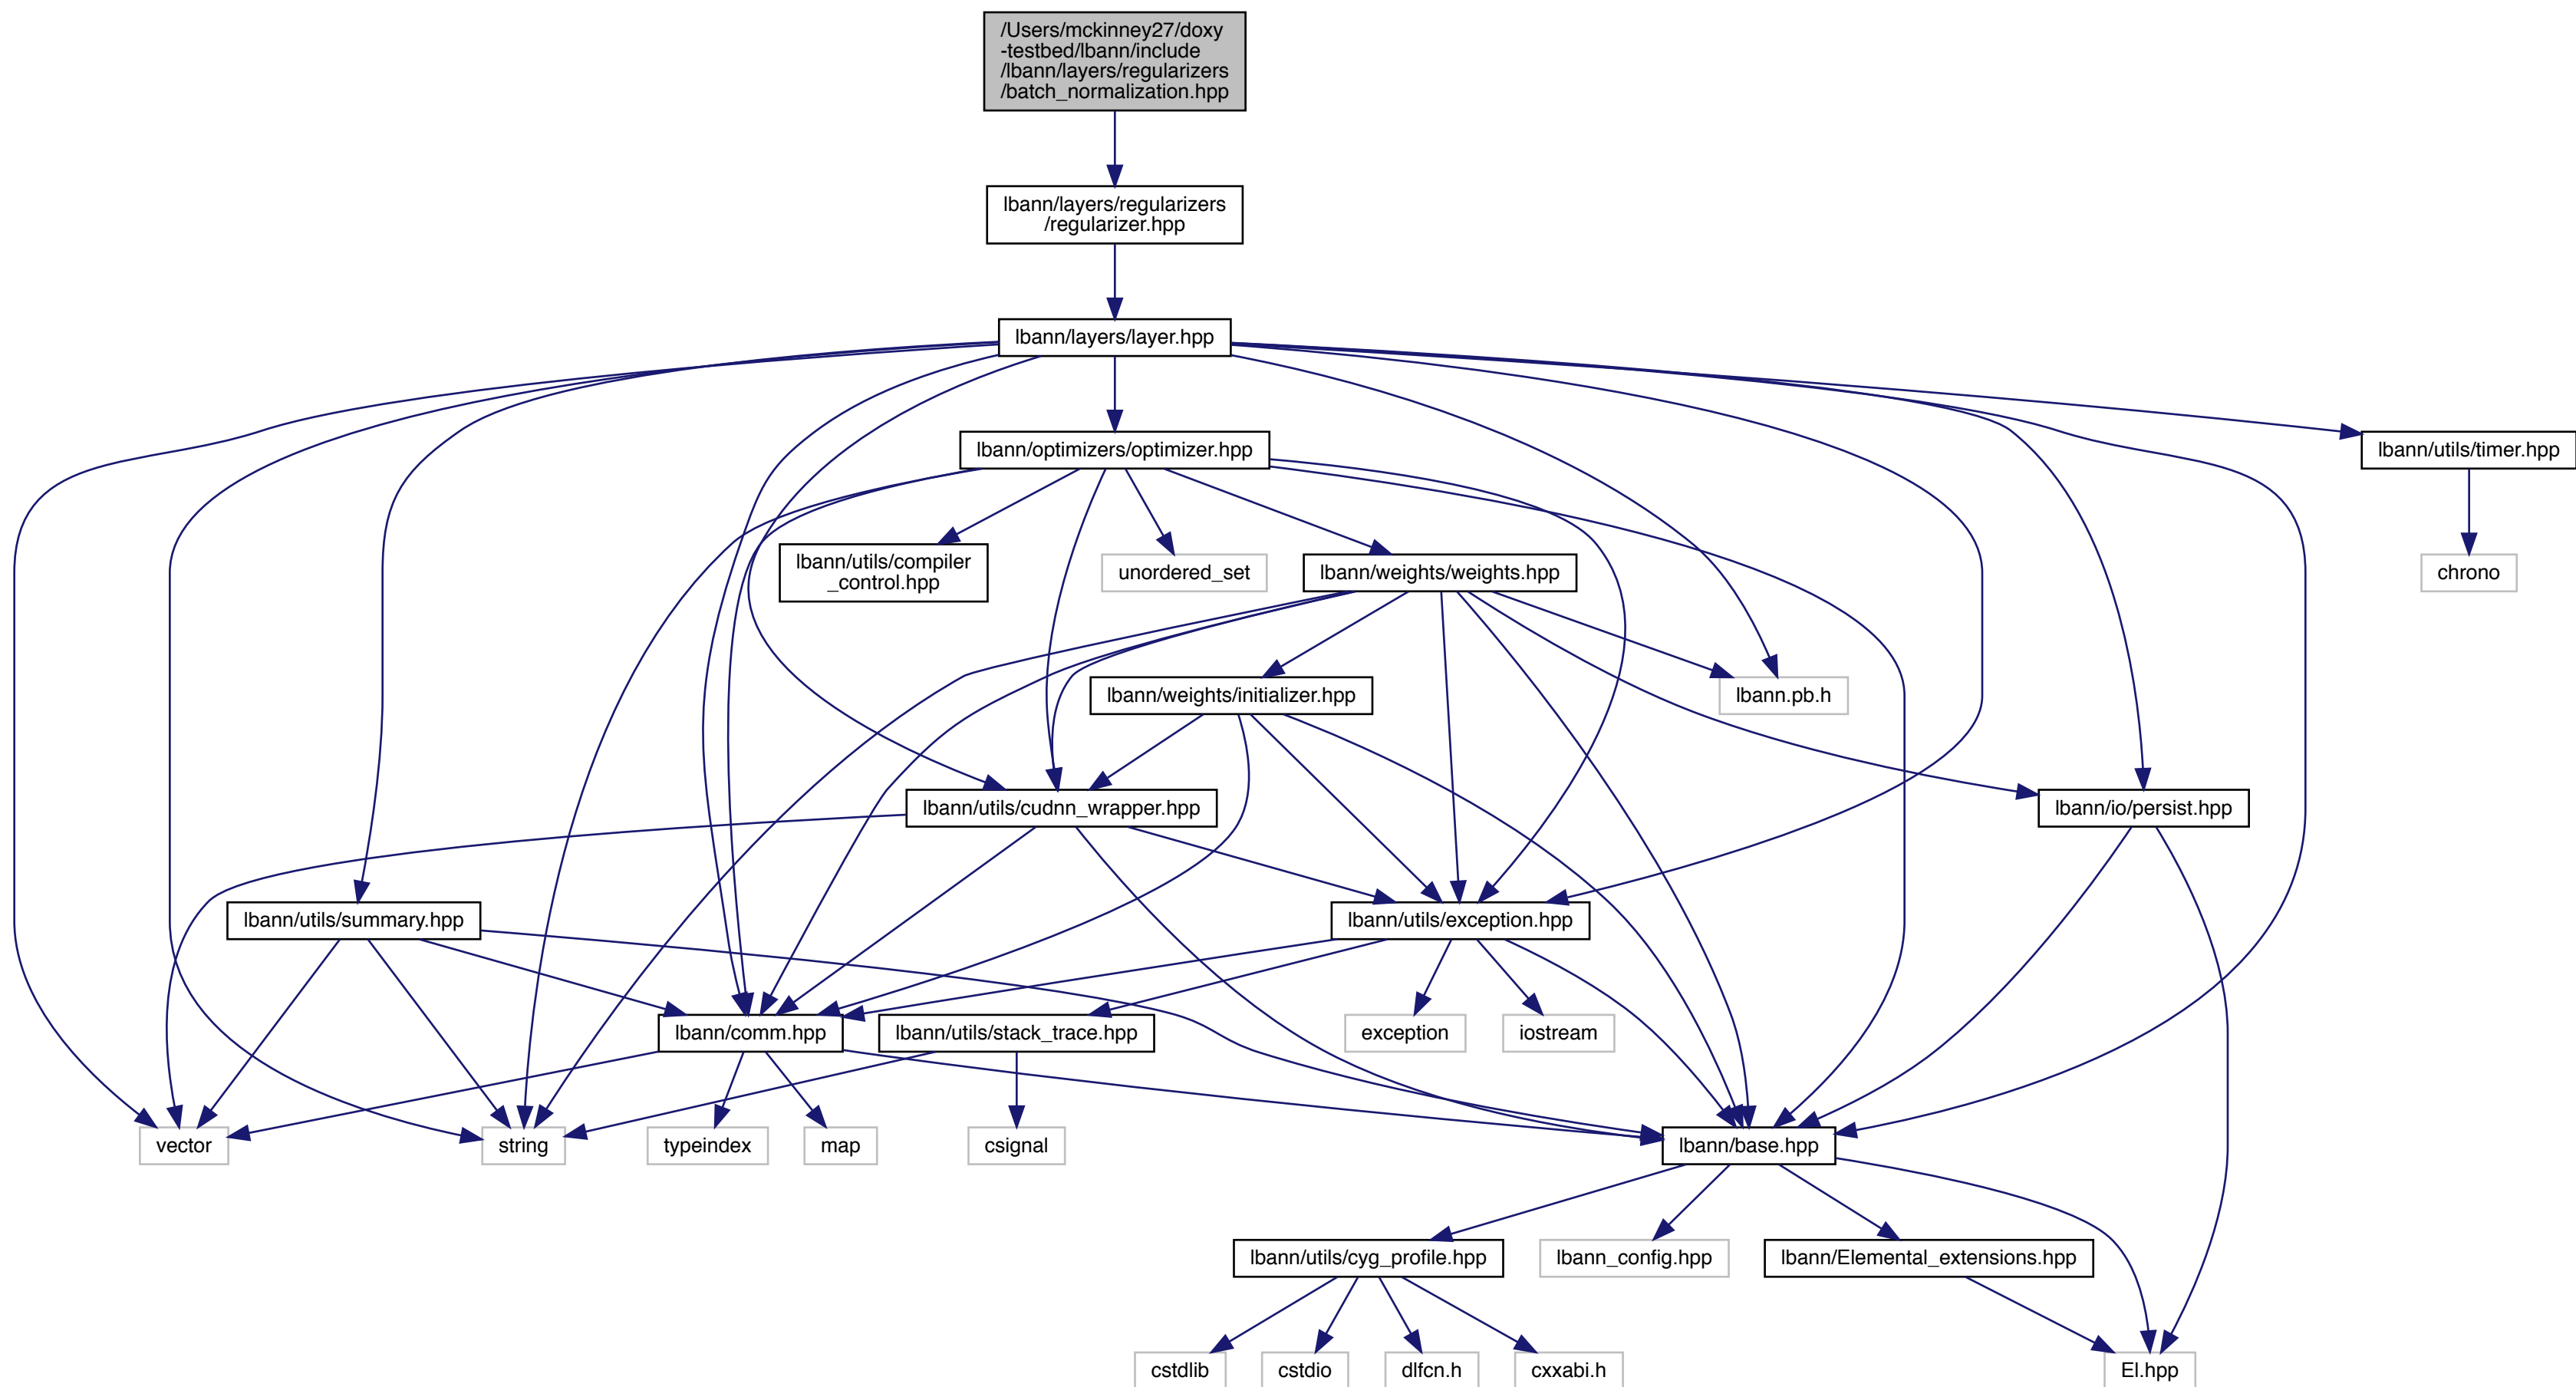 /Users/mckinney27/doxy
-testbed/lbann/include
/lbann/layers/regularizers
/batch_normalization.hpp
lbann/layers/regularizers
/regularizer.hpp
lbann/layers/layer.hpp
lbann/optimizers/optimizer.hpp
lbann/utils/timer.hpp
lbann/utils/compiler
_control.hpp
unordered_set
lbann/weights/weights.hpp
chrono
lbann/weights/initializer.hpp
lbann.pb.h
lbann/utils/cudnn_wrapper.hpp
lbann/io/persist.hpp
lbann/utils/summary.hpp
lbann/utils/exception.hpp
lbann/comm.hpp
lbann/utils/stack_trace.hpp
exception
iostream
vector
string
typeindex
map
csignal
lbann/base.hpp
lbann/utils/cyg_profile.hpp
lbann_config.hpp
lbann/Elemental_extensions.hpp
cstdlib
cstdio
dlfcn.h
cxxabi.h
El.hpp